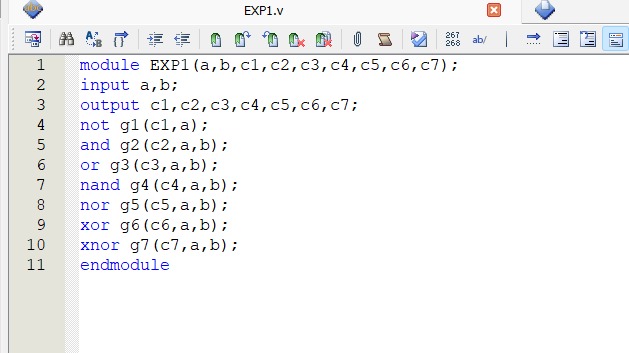 EXP1.v
267
268
ab/
1 module EXP1(a,b,c1,c2,c3,c4,c5,c6,c7);
2 input a,b;
3 output c1,c2,c3,c4,c5,c6,c7;
4 not g1(c1,a);
5 and g2(c2,a,b);
6 or g3(c3,a,b);
7 nand g4(c4,a,b);
8 nor g5(c5,a,b);
9 xor g6(c6,a,b);
10 xnor g7(c7,a,b);
11 endmodule